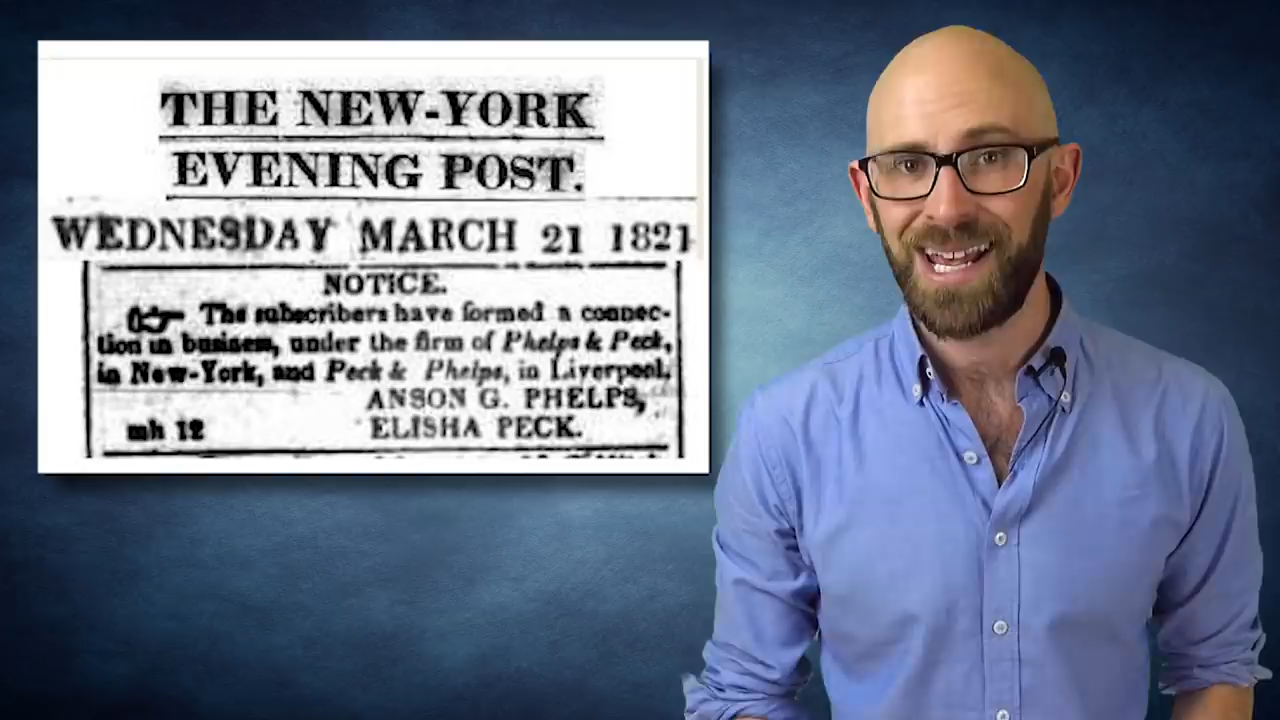 THE NEW-YORK
EVENING POST.
WEDNESDAY MARCH 21 1821
NOTICE.
☞ The subscribers have formed a connec-
tion in business, under the firm of Phelps & Peck,
in New-York, and Peck & Phelps, in Liverpool.
ANSON G. PHELPS,
ELISHA PECK.
mh 12